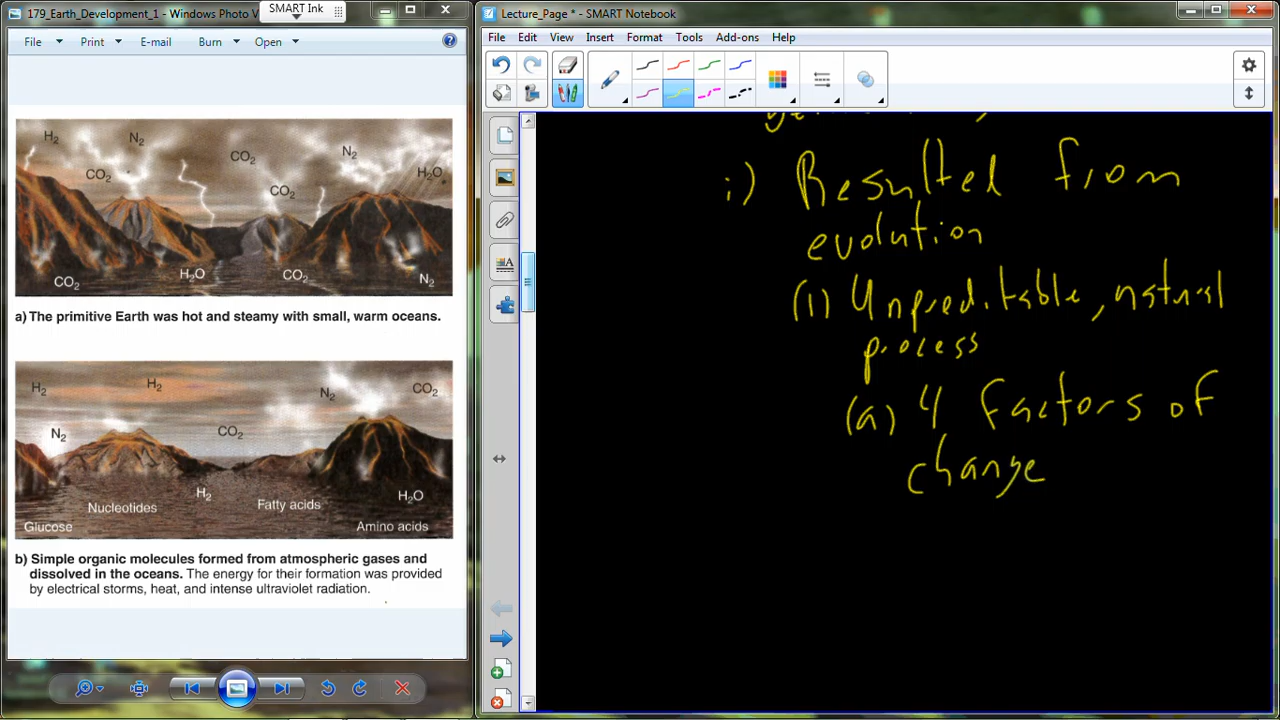 179_Earth_Development_1 - Windows Photo V
SMART Ink
File Print E-mail Burn Open
H2 N2 CO2 N2 H2O
CO2 CO2
CO2 H2O CO2 N2
a) The primitive Earth was hot and steamy with small, warm oceans.
H2 H2 N2 CO2
N2 CO2
H2 H2O
Nucleotides Fatty acids
Glucose Amino acids
b) Simple organic molecules formed from atmospheric gases and
dissolved in the oceans. The energy for their formation was provided
by electrical storms, heat, and intense ultraviolet radiation.
Lecture_Page * - SMART Notebook
File Edit View Insert Format Tools Add-ons Help
i) Resulted from
evolution
(1) Unpreditable, natural
process
(a) 4 factors of
change